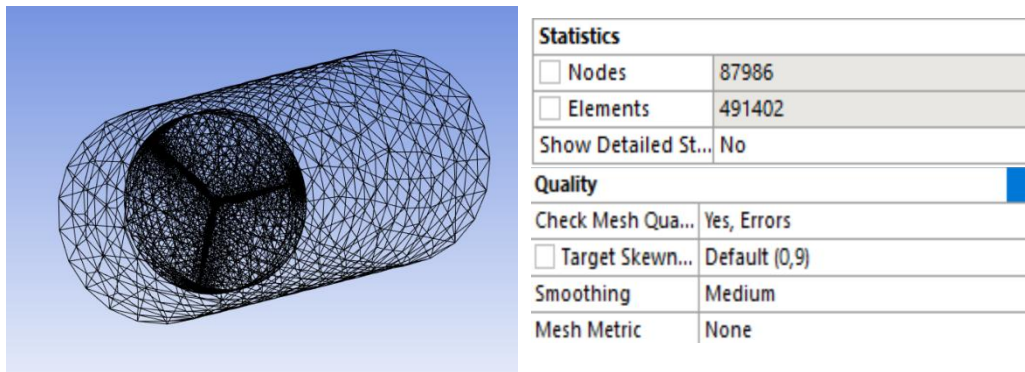 Statistics
Nodes 87986
Elements 491402
Show Detailed St... No
Quality
Check Mesh Qua... Yes, Errors
Target Skewn... Default (0,9)
Smoothing Medium
Mesh Metric None